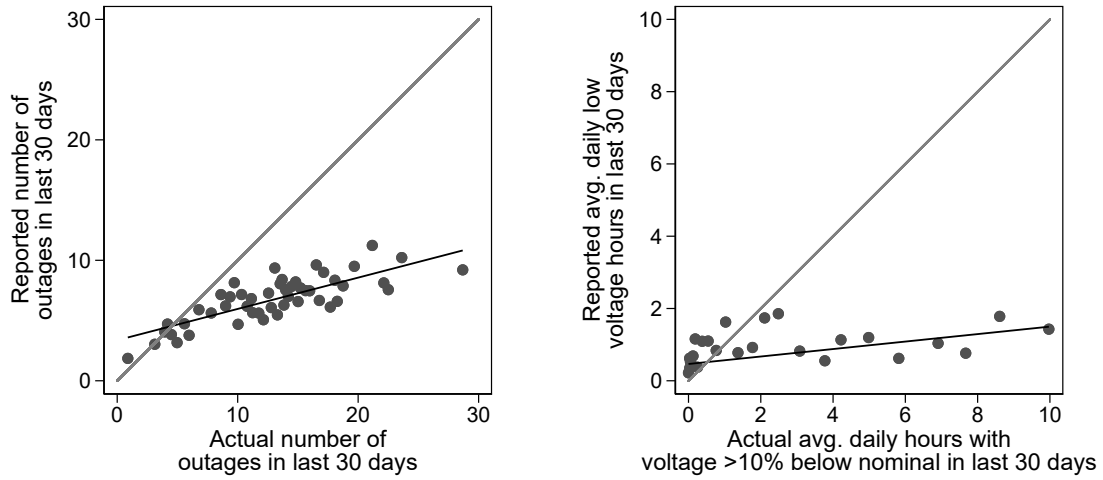 Reported number of
outages in last 30 days
30
20
10
0
0 10 20 30
Actual number of
outages in last 30 days
Reported avg. daily low
voltage hours in last 30 days
10
8
6
4
2
0
0 2 4 6 8 10
Actual avg. daily hours with
voltage >10% below nominal in last 30 days